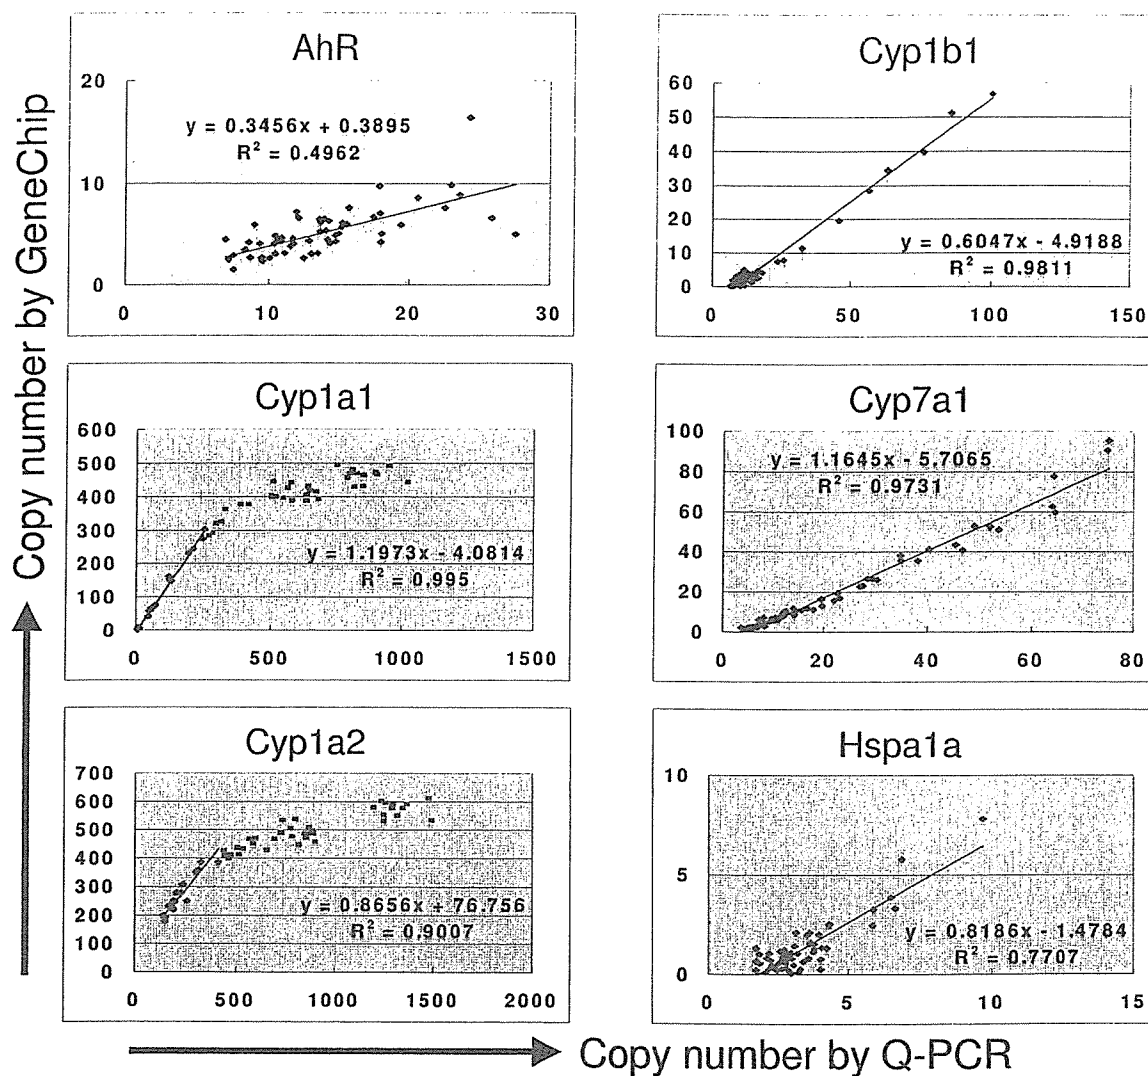 Copy number by GeneChip
AhR
20
10
0
y = 0.3456x + 0.3895
R² = 0.4962
0 10 20 30
Cyp1b1
60
50
40
30
20
10
0
y = 0.6047x - 4.9188
R² = 0.9811
0 50 100 150
Cyp1a1
600
500
400
300
200
100
0
y = 1.1973x - 4.0814
R² = 0.995
0 500 1000 1500
Cyp7a1
100
80
60
40
20
0
y = 1.1645x - 5.7065
R² = 0.9731
0 20 40 60 80
Cyp1a2
700
600
500
400
300
200
100
0
y = 0.8656x + 76.756
R² = 0.9007
0 500 1000 1500 2000
Hspa1a
10
5
0
y = 0.8186x - 1.4784
R² = 0.7707
0 5 10 15
Copy number by Q-PCR